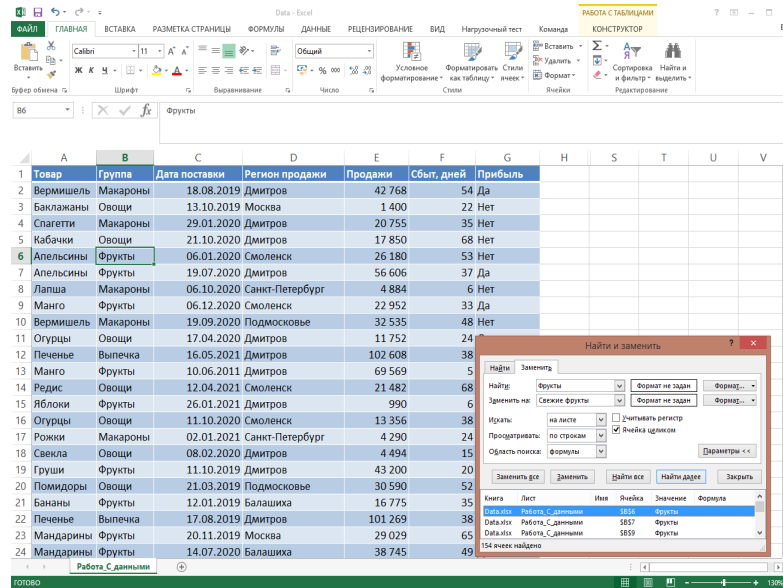 Data - Excel
РАБОТА С ТАБЛИЦАМИ
ФАЙЛ ГЛАВНАЯ ВСТАВКА РАЗМЕТКА СТРАНИЦЫ ФОРМУЛЫ ДАННЫЕ РЕЦЕНЗИРОВАНИЕ ВИД Нагрузочный тест Команда КОНСТРУКТОР
Вставить
Calibri 11
Ж К Ч
Общий
% 000
Условное форматирование
Форматировать как таблицу
Стили ячеек
Вставить
Удалить
Формат
Сортировка и фильтр
Найти и выделить
Буфер обмена Шрифт Выравнивание Число Стили Ячейки Редактирование
B6 fx Фрукты
A B C D E F G H S T U V
1 Товар Группа Дата поставки Регион продажи Продажи Сбыт, дней Прибыль
2 Вермишель Макароны 18.08.2019 Дмитров 42 768 54 Да
3 Баклажаны Овощи 13.10.2019 Москва 1 400 22 Нет
4 Спагетти Макароны 29.01.2020 Дмитров 20 755 35 Нет
5 Кабачки Овощи 21.10.2020 Дмитров 17 850 68 Нет
6 Апельсины Фрукты 06.01.2020 Смоленск 26 180 53 Нет
7 Апельсины Фрукты 19.07.2020 Дмитров 56 606 37 Да
8 Лапша Макароны 06.10.2020 Санкт-Петербург 4 884 6 Нет
9 Манго Фрукты 06.12.2020 Смоленск 22 952 33 Да
10 Вермишель Макароны 19.09.2020 Подмосковье 32 535 48 Нет
11 Огурцы Овощи 17.04.2020 Дмитров 11 752 24
12 Печенье Выпечка 16.05.2021 Дмитров 102 608 38
13 Манго Фрукты 10.06.2011 Дмитров 69 569 5
14 Редис Овощи 12.04.2021 Смоленск 21 482 68
15 Яблоки Фрукты 26.01.2021 Дмитров 990 6
16 Огурцы Овощи 11.10.2020 Смоленск 13 356 38
17 Рожки Макароны 02.01.2021 Санкт-Петербург 4 290 24
18 Свекла Овощи 08.02.2020 Дмитров 4 494 15
19 Груши Фрукты 11.10.2019 Дмитров 43 200 20
20 Помидоры Овощи 21.03.2019 Подмосковье 30 590 52
21 Бананы Фрукты 12.01.2020 Балашиха 16 775 35
22 Печенье Выпечка 17.08.2019 Дмитров 101 269 38
23 Мандарины Фрукты 20.11.2019 Москва 29 029 65
24 Мандарины Фрукты 14.07.2020 Балашиха 38 745 49
Найти и заменить ? ×
Найти Заменить
Найти: Фрукты Формат не задан Формат...
Заменить на: Свежие фрукты Формат не задан Формат...
Искать: на листе Учитывать регистр
Просматривать: по строкам Ячейка целиком
Область поиска: формулы Параметры <<
Заменить все Заменить Найти все Найти далее Закрыть
Книга Лист Имя Ячейка Значение Формула
Data.xlsx Работа_С_данными $B$6 Фрукты
Data.xlsx Работа_С_данными $B$7 Фрукты
Data.xlsx Работа_С_данными $B$9 Фрукты
154 ячеек найдено
Работа_С_данными
ГОТОВО 130%